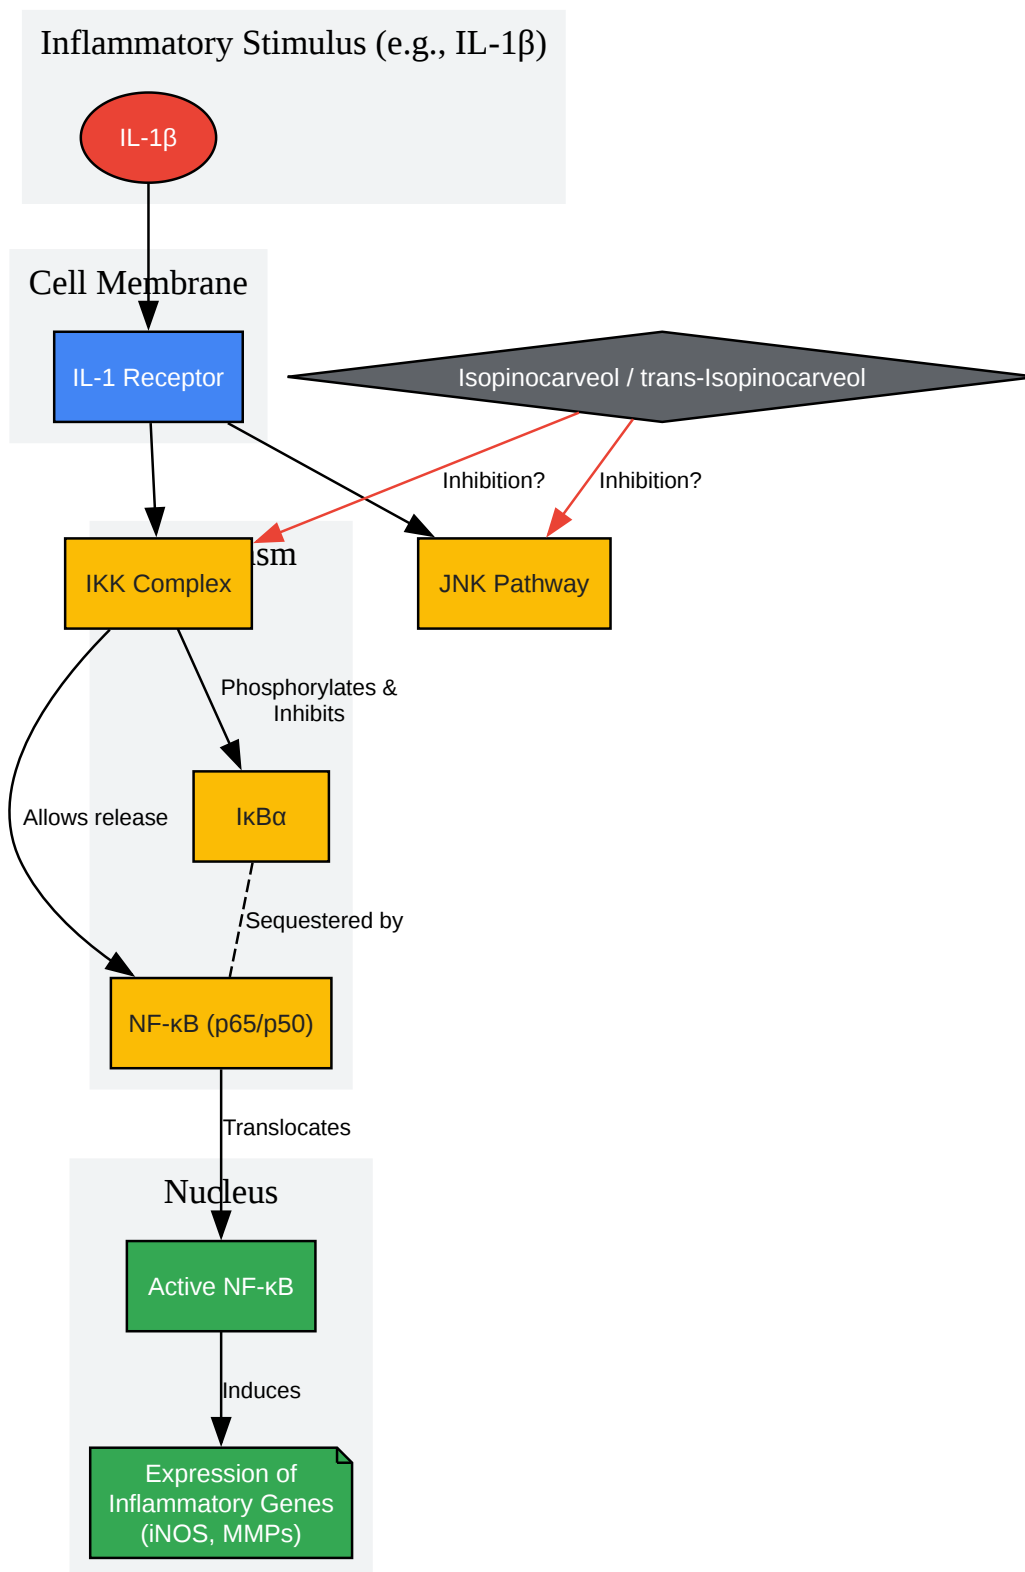 Inflammatory Stimulus (e.g., IL-1β)
IL-1β
Cell Membrane
IL-1 Receptor
Isopinocarveol / trans-Isopinocarveol
Inhibition?
Inhibition?
IKK Complex
JNK Pathway
Phosphorylates &
Inhibits
Allows release
IκBα
Sequestered by
NF-κB (p65/p50)
Translocates
Nucleus
Active NF-κB
Induces
Expression of
Inflammatory Genes
(iNOS, MMPs)